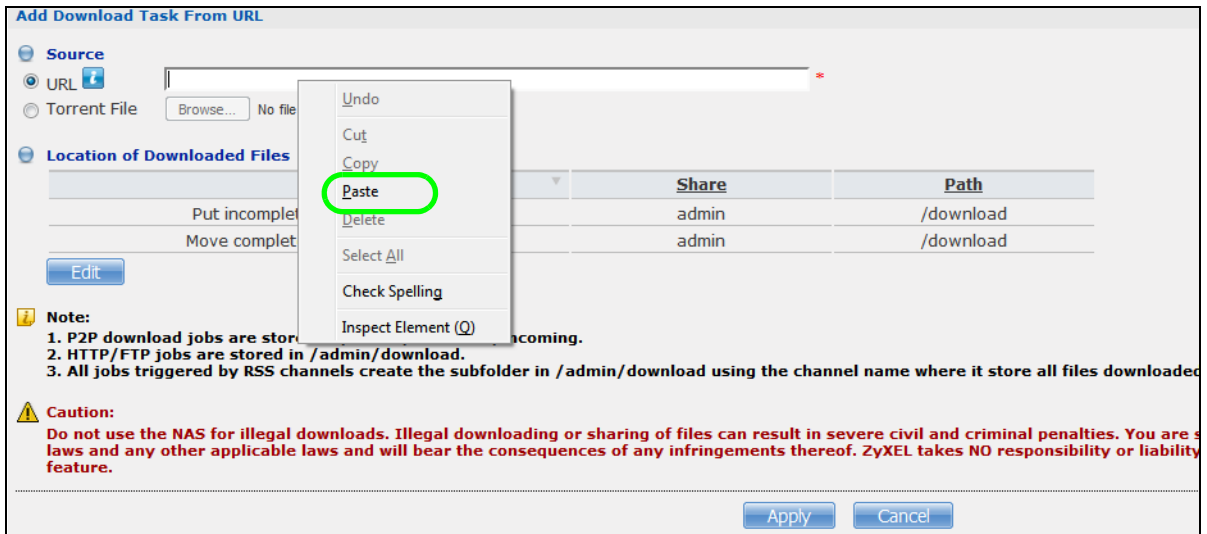 Add Download Task From URL
Source
URL i *
Torrent File Browse... No file
Undo
Cut
Copy
Paste
Delete
Select All
Check Spelling
Inspect Element (Q)
Location of Downloaded Files
Share Path
Put incomplet admin /download
Move complet admin /download
Edit
Note:
1. P2P download jobs are stor ncoming.
2. HTTP/FTP jobs are stored in /admin/download.
3. All jobs triggered by RSS channels create the subfolder in /admin/download using the channel name where it store all files downloaded
Caution:
Do not use the NAS for illegal downloads. Illegal downloading or sharing of files can result in severe civil and criminal penalties. You are s
laws and any other applicable laws and will bear the consequences of any infringements thereof. ZyXEL takes NO responsibility or liability
feature.
Apply Cancel